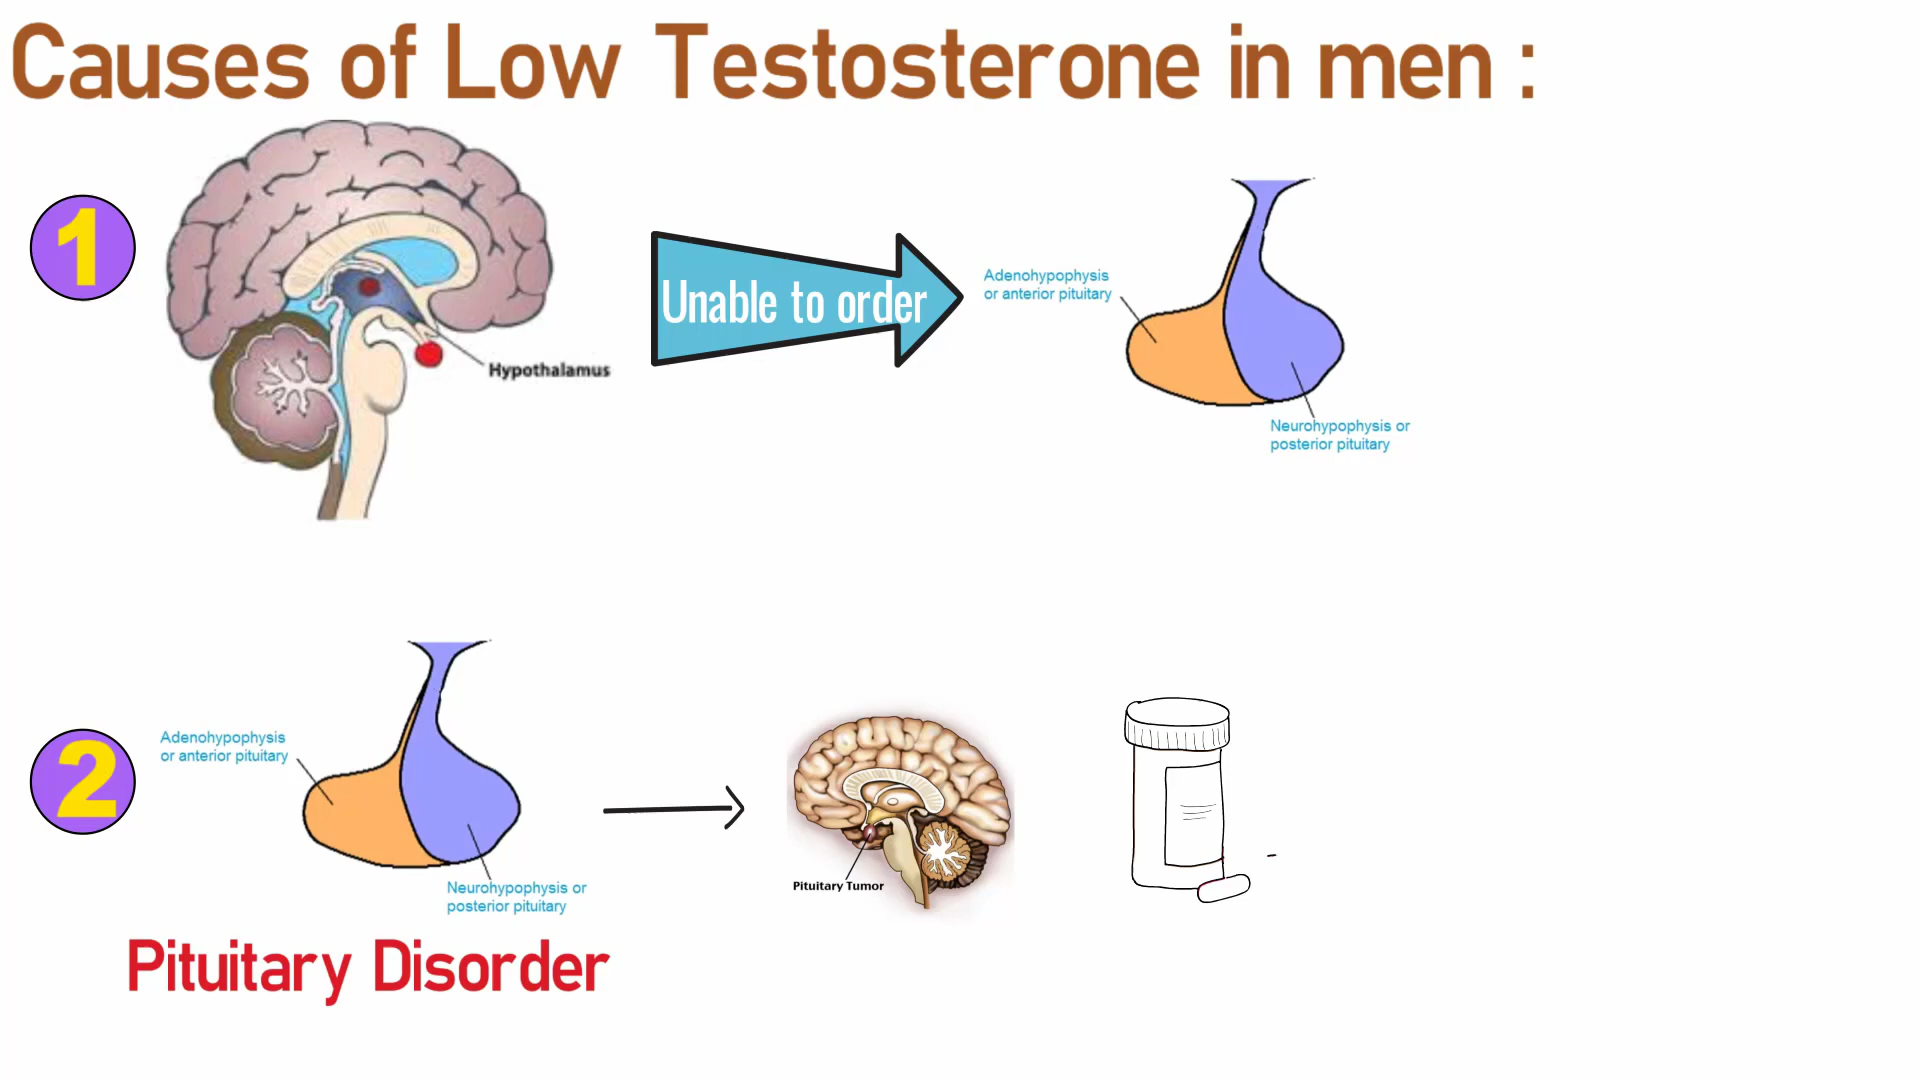 Causes of Low Testosterone in men :
1
Hypothalamus
Unable to order
Adenohypophysis
or anterior pituitary
Neurohypophysis or
posterior pituitary
2
Adenohypophysis
or anterior pituitary
Neurohypophysis or
posterior pituitary
Pituitary Tumor
Pituitary Disorder